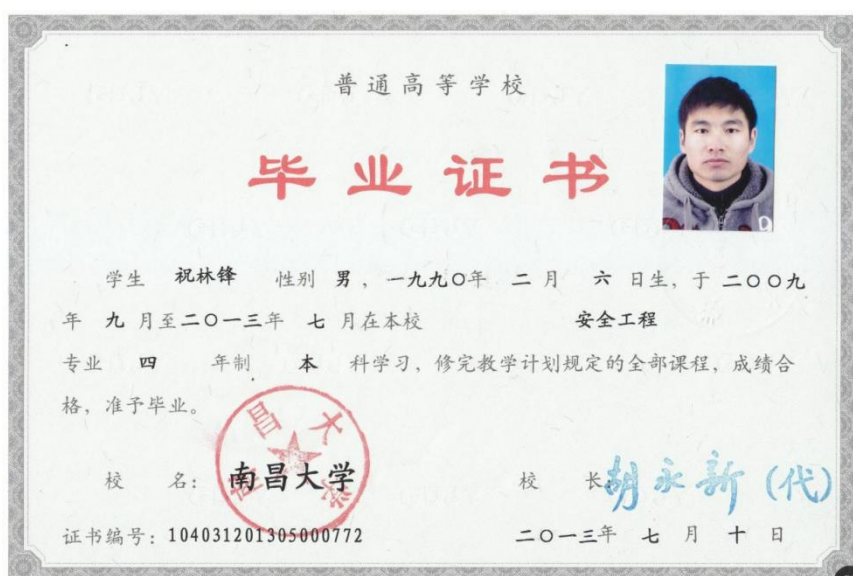 普通高等学校
毕业证书
学生 祝林锋 性别 男，一九九〇年 二 月 六 日生，于 二〇〇九
年 九 月至二〇一三年 七 月在本校 安全工程
专业 四 年制 本 科学习，修完教学计划规定的全部课程，成绩合
格，准予毕业。
校 名：南昌大学 校 长：胡永新（代）
证书编号：104031201305000772 二〇一三年 七 月 十 日
南昌大学